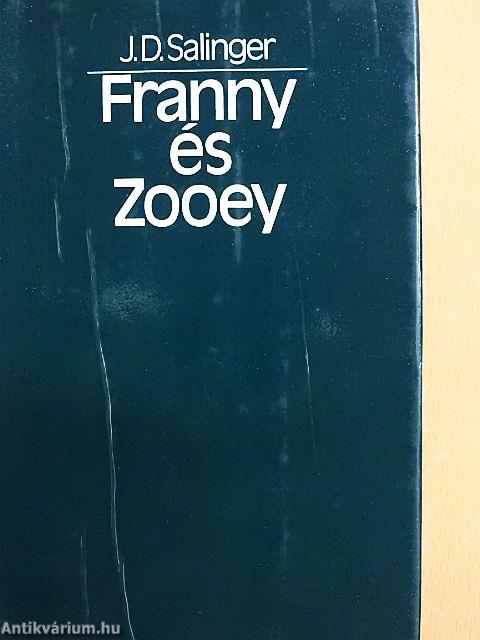 J.D. Salinger
Franny
és
Zooey
Antikvárium.hu